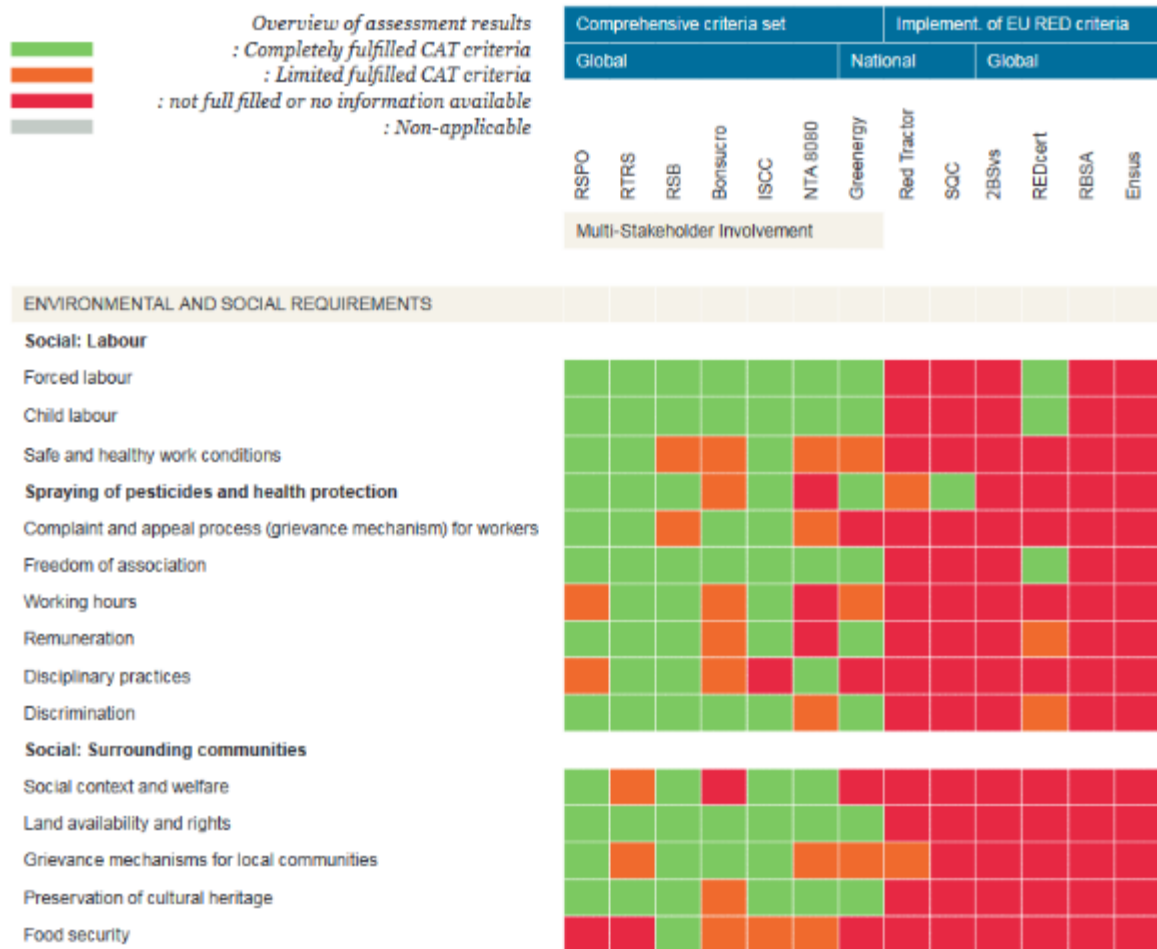 Overview of assessment results
: Completely fulfilled CAT criteria
: Limited fulfilled CAT criteria
: not full filled or no information available
: Non-applicable
Comprehensive criteria set
Implement. of EU RED criteria
Global
National
Global
RSPO
RTRS
RSB
Bonsucro
ISCC
NTA 8080
Greenergy
Red Tractor
SQC
2BSvs
REDcert
RBSA
Ensus
Multi-Stakeholder Involvement
ENVIRONMENTAL AND SOCIAL REQUIREMENTS
Social: Labour
Forced labour
Child labour
Safe and healthy work conditions
Spraying of pesticides and health protection
Complaint and appeal process (grievance mechanism) for workers
Freedom of association
Working hours
Remuneration
Disciplinary practices
Discrimination
Social: Surrounding communities
Social context and welfare
Land availability and rights
Grievance mechanisms for local communities
Preservation of cultural heritage
Food security